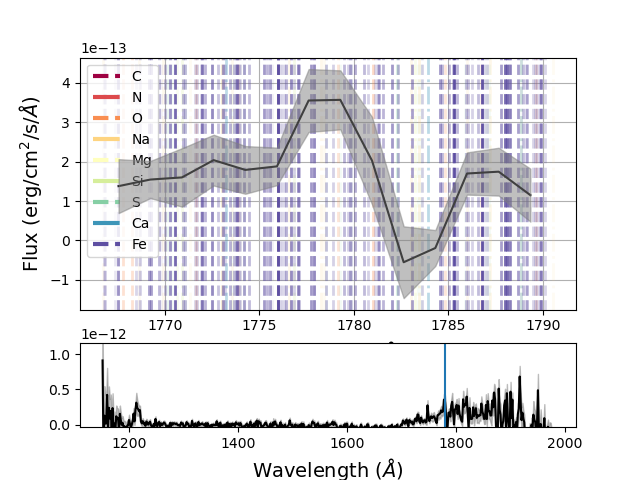 1e−13
Flux (erg/cm²/s/Å)
4
3
2
1
0
−1
C
N
O
Na
Mg
Si
S
Ca
Fe
1770 1775 1780 1785 1790
1e−12
1.0
0.5
0.0
1200 1400 1600 1800 2000
Wavelength (Å)